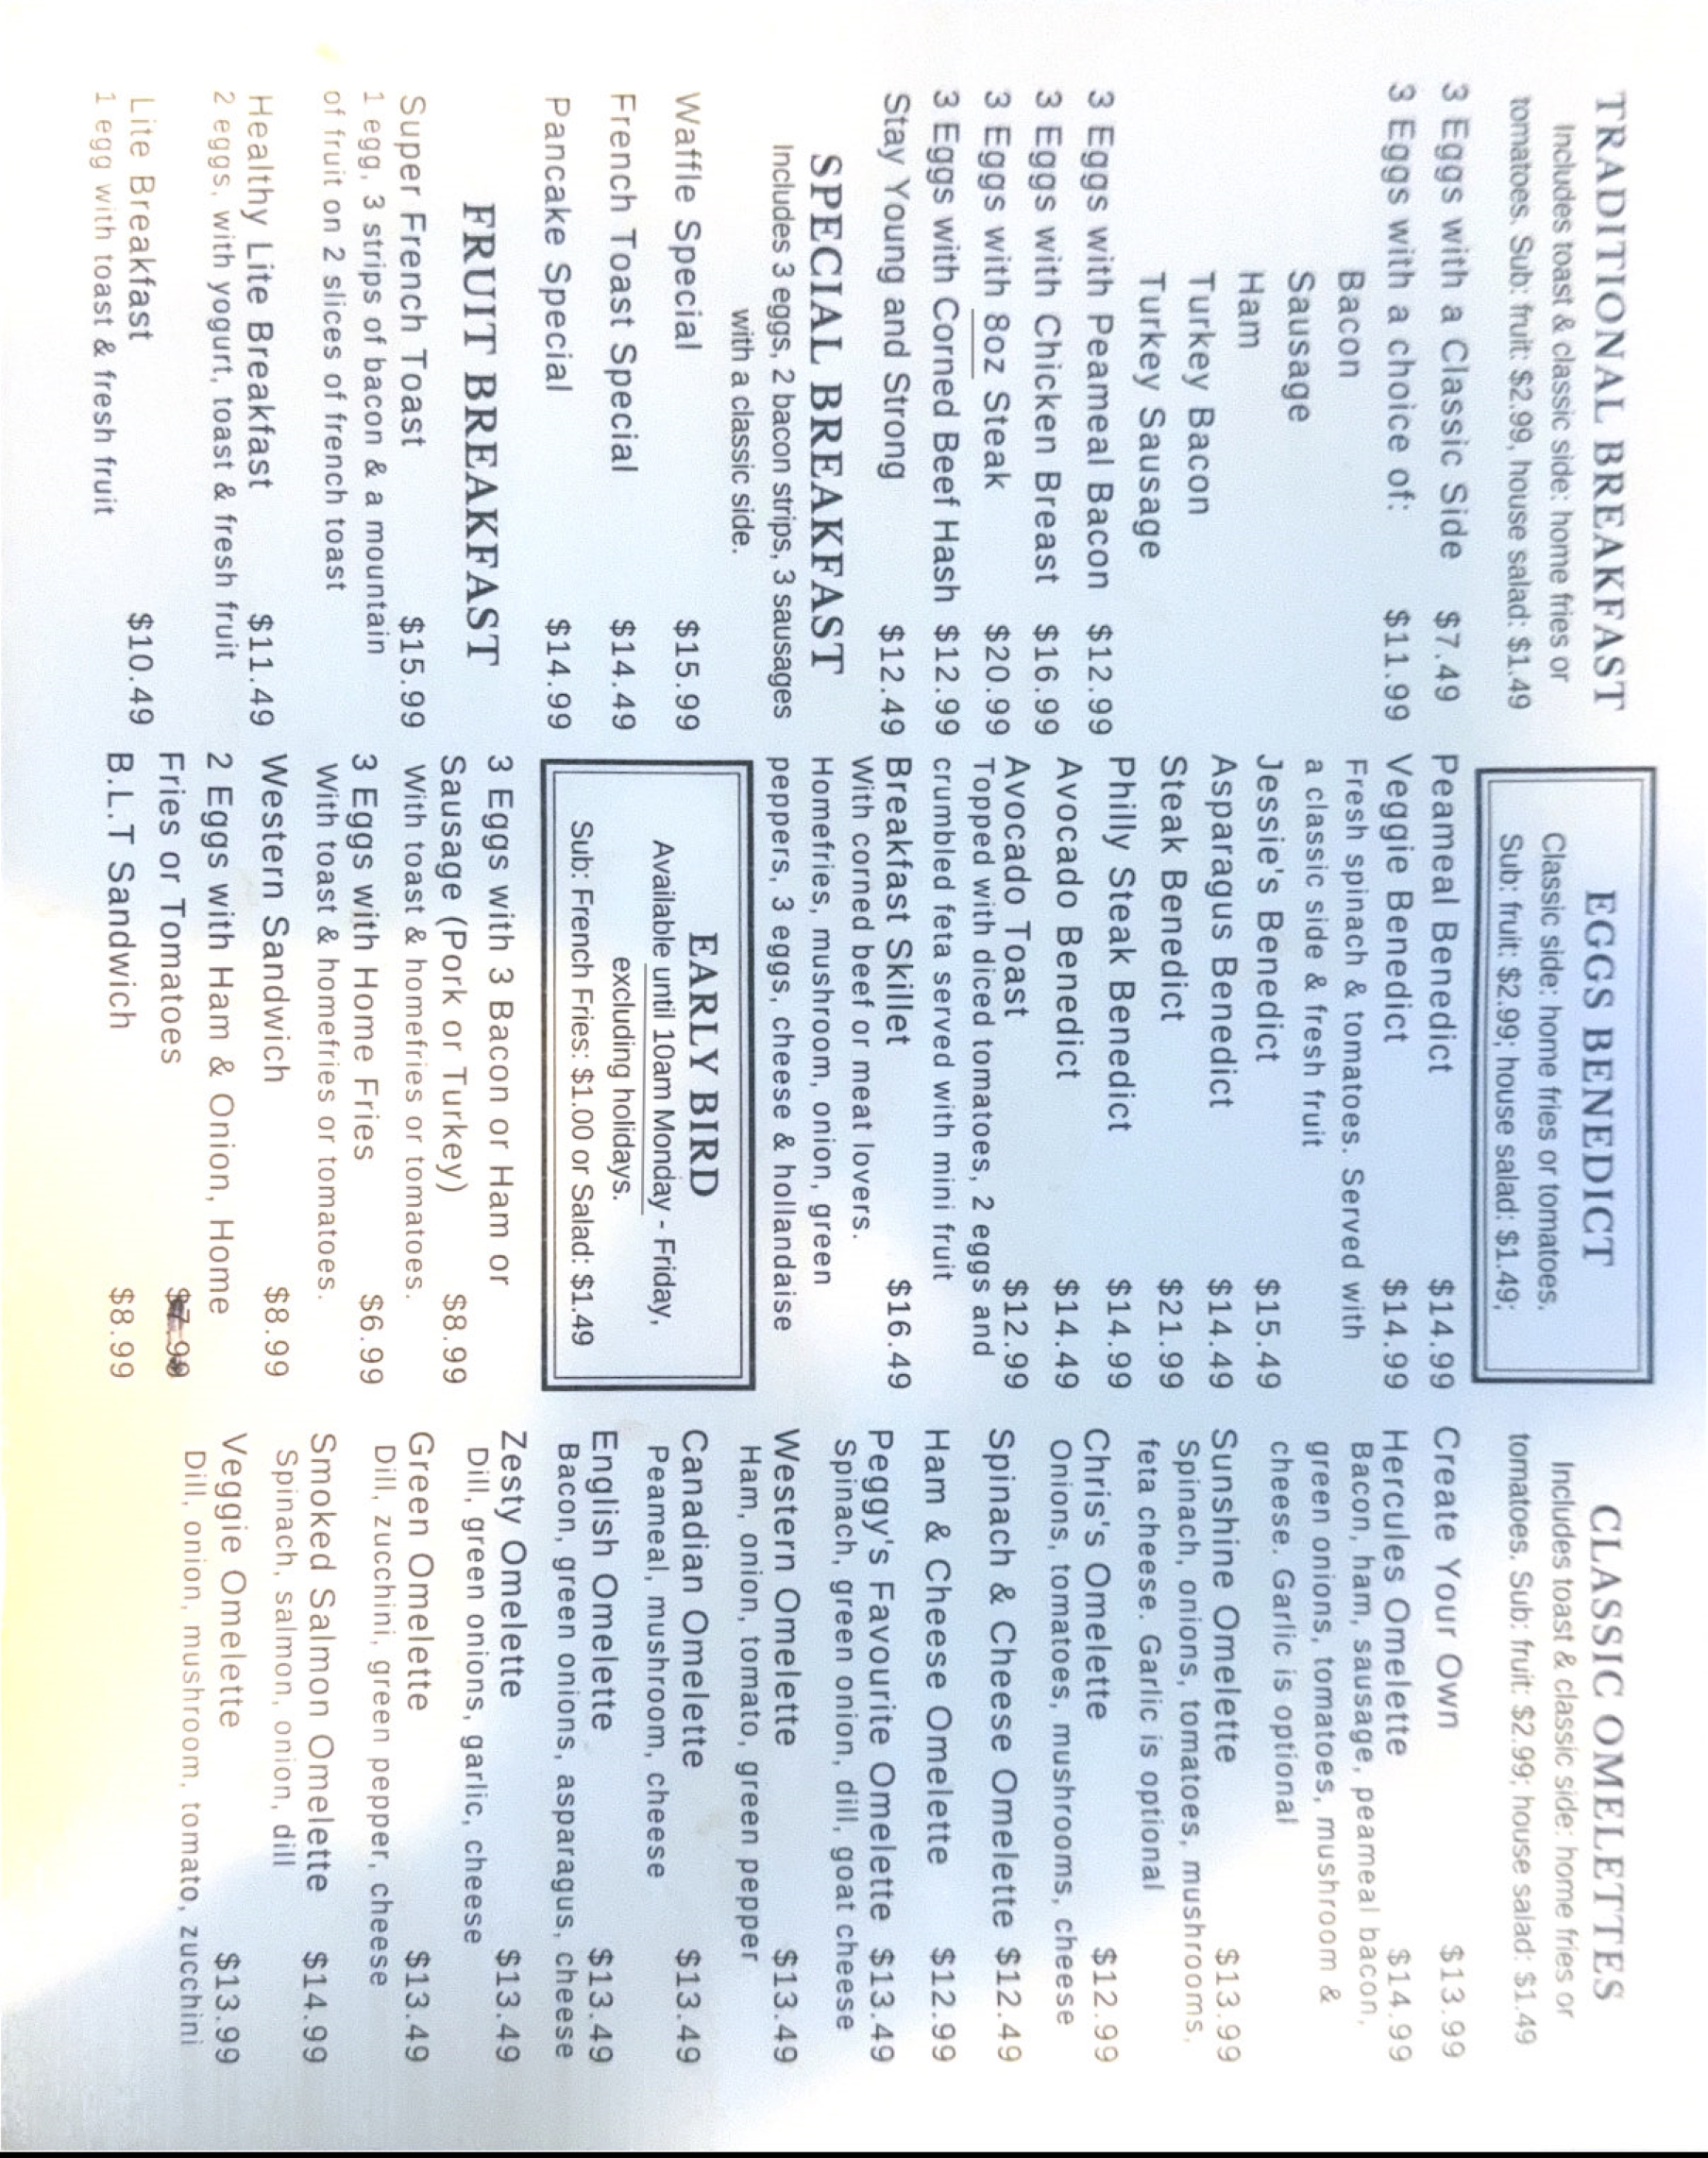 TRADITIONAL BREAKFAST
Includes toast & classic side: home fries or
tomatoes. Sub: fruit: $2.99, house salad: $1.49
3 Eggs with a Classic Side $7.49
3 Eggs with a choice of: $11.99
Bacon
Sausage
Ham
Turkey Bacon
Turkey Sausage
3 Eggs with Peameal Bacon $12.99
3 Eggs with Chicken Breast $16.99
3 Eggs with 8oz Steak $20.99
3 Eggs with Corned Beef Hash $12.99
Stay Young and Strong $12.49
SPECIAL BREAKFAST
Includes 3 eggs, 2 bacon strips, 3 sausages
with a classic side.
Waffle Special $15.99
French Toast Special $14.49
Pancake Special $14.99
FRUIT BREAKFAST
Super French Toast $15.99
1 egg, 3 strips of bacon & a mountain
of fruit on 2 slices of french toast
Healthy Lite Breakfast $11.49
2 eggs, with yogurt, toast & fresh fruit
Lite Breakfast $10.49
1 egg with toast & fresh fruit
EGGS BENEDICT
Classic side: home fries or tomatoes.
Sub: fruit: $2.99; house salad: $1.49;
Peameal Benedict $14.99
Veggie Benedict $14.99
Fresh spinach & tomatoes. Served with
a classic side & fresh fruit
Jessie's Benedict $15.49
Asparagus Benedict $14.49
Steak Benedict $21.99
Philly Steak Benedict $14.99
Avocado Benedict $14.49
Avocado Toast $12.99
Topped with diced tomatoes, 2 eggs and
crumbled feta served with mini fruit
Breakfast Skillet $16.49
With corned beef or meat lovers.
Homefries, mushroom, onion, green
peppers, 3 eggs, cheese & hollandaise
EARLY BIRD
Available until 10am Monday - Friday,
excluding holidays.
Sub: French Fries: $1.00 or Salad: $1.49
3 Eggs with 3 Bacon or Ham or
Sausage (Pork or Turkey) $8.99
With toast & homefries or tomatoes.
3 Eggs with Home Fries $6.99
With toast & homefries or tomatoes.
Western Sandwich $8.99
2 Eggs with Ham & Onion, Home
Fries or Tomatoes $7.99
B.L.T Sandwich $8.99
CLASSIC OMELETTES
Includes toast & classic side: home fries or
tomatoes. Sub: fruit: $2.99; house salad: $1.49
Create Your Own $13.99
Hercules Omelette $14.99
Bacon, ham, sausage, peameal bacon,
green onions, tomatoes, mushroom &
cheese. Garlic is optional
Sunshine Omelette $13.99
Spinach, onions, tomatoes, mushrooms,
feta cheese. Garlic is optional
Chris's Omelette $12.99
Onions, tomatoes, mushrooms, cheese
Spinach & Cheese Omelette $12.49
Ham & Cheese Omelette $12.99
Peggy's Favourite Omelette $13.49
Spinach, green onion, dill, goat cheese
Western Omelette $13.49
Ham, onion, tomato, green pepper
Canadian Omelette $13.49
Peameal, mushroom, cheese
English Omelette $13.49
Bacon, green onions, asparagus, cheese
Zesty Omelette $13.49
Dill, green onions, garlic, cheese
Green Omelette $13.49
Dill, zucchini, green pepper, cheese
Smoked Salmon Omelette $14.99
Spinach, salmon, onion, dill
Veggie Omelette $13.99
Dill, onion, mushroom, tomato, zucchini